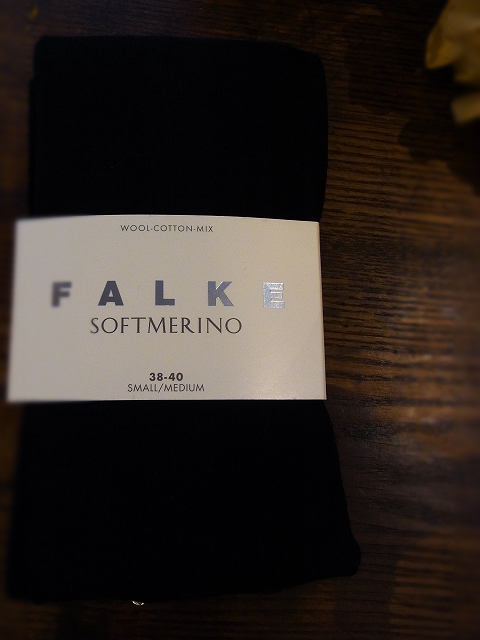 WOOL-COTTON-MIX
FALKE
SOFTMERINO
38-40
SMALL/MEDIUM